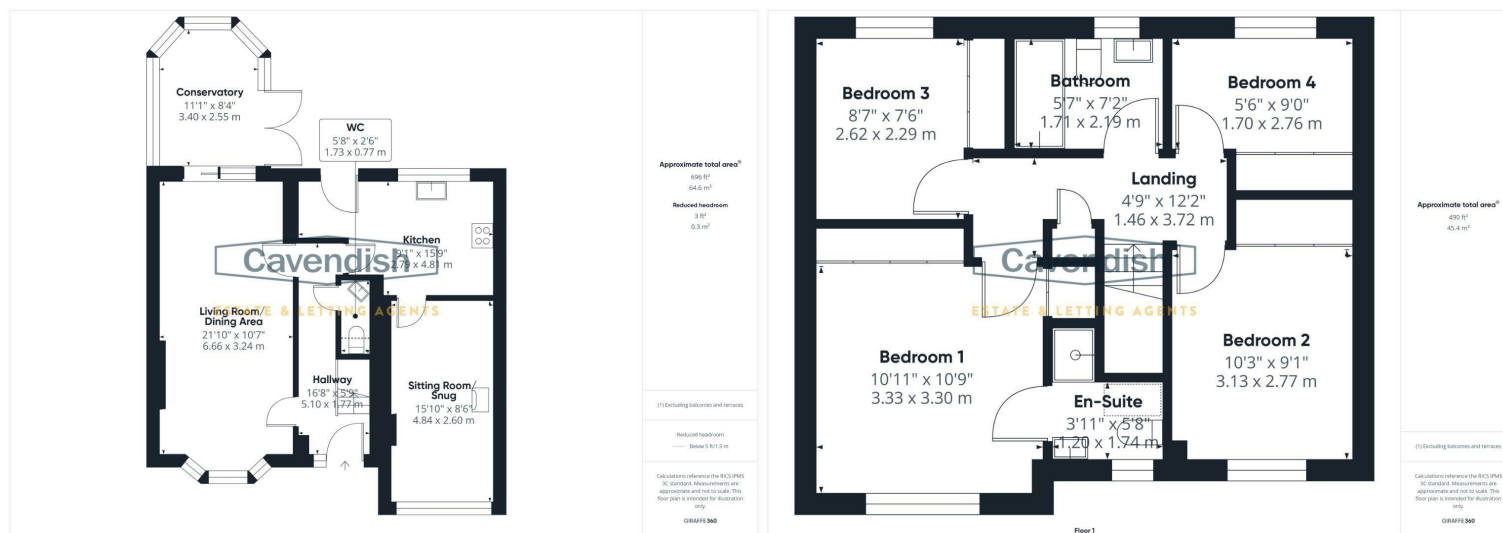 Conservatory
11'1" x 8'4"
3.40 x 2.55 m
WC
5'8" x 2'6"
1.73 x 0.77 m
Kitchen
9'1" x 15'9"
2.79 x 4.81 m
Cavendish
ESTATE & LETTING AGENTS
Living Room/
Dining Area
21'10" x 10'7"
6.66 x 3.24 m
Hallway
16'8" x 5'9"
5.10 x 1.77 m
Sitting Room/
Snug
15'10" x 8'6"
4.84 x 2.60 m
Approximate total area(1)
696 ft²
64.6 m²
Reduced headroom
3 ft²
0.3 m²
(1) Excluding balconies and terraces
Reduced headroom
Below 5 ft/1.5 m
Calculations reference the RICS IPMS
3C standard. Measurements are
approximate and not to scale. This
floor plan is intended for illustration
only.
GIRAFFE360
Bedroom 3
8'7" x 7'6"
2.62 x 2.29 m
Bathroom
5'7" x 7'2"
1.71 x 2.19 m
Bedroom 4
5'6" x 9'0"
1.70 x 2.76 m
Landing
4'9" x 12'2"
1.46 x 3.72 m
Cavendish
ESTATE & LETTING AGENTS
Bedroom 1
10'11" x 10'9"
3.33 x 3.30 m
Bedroom 2
10'3" x 9'1"
3.13 x 2.77 m
En-Suite
3'11" x 5'8"
1.20 x 1.74 m
Floor 1
Approximate total area(1)
490 ft²
45.4 m²
(1) Excluding balconies and terraces
Calculations reference the RICS IPMS
3C standard. Measurements are
approximate and not to scale. This
floor plan is intended for illustration
only.
GIRAFFE360